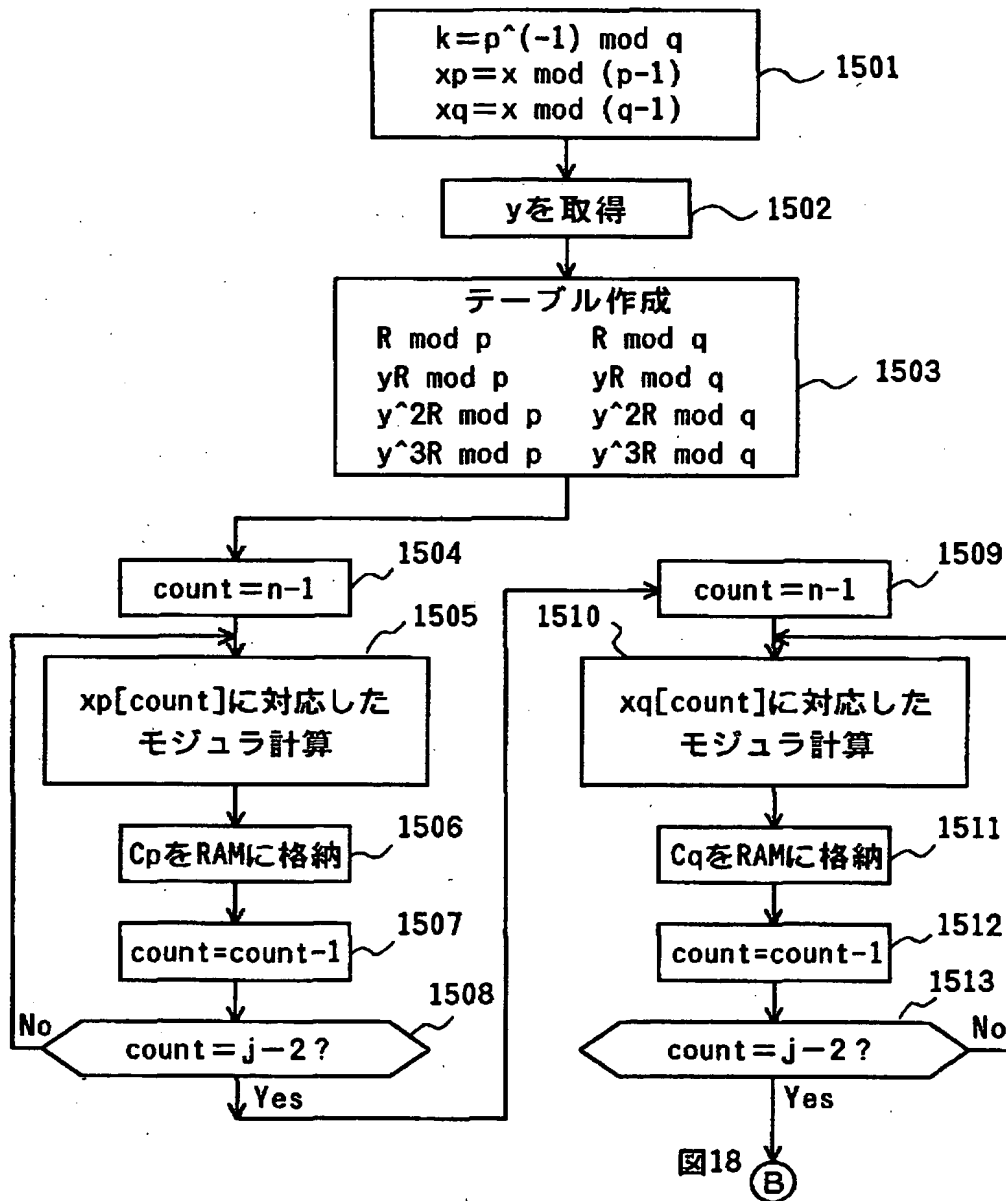 k=p^(-1) mod q
xp=x mod (p-1)
xq=x mod (q-1)
1501
yを取得
1502
テーブル作成
R mod p R mod q
yR mod p yR mod q
y^2R mod p y^2R mod q
y^3R mod p y^3R mod q
1503
count=n-1
1504
1505
xp[count]に対応した
モジュラ計算
CpをRAMに格納
1506
count=count-1
1507
count=j-2?
1508
No
Yes
count=n-1
1509
1510
xq[count]に対応した
モジュラ計算
CqをRAMに格納
1511
count=count-1
1512
count=j-2?
1513
No
Yes
図18
B